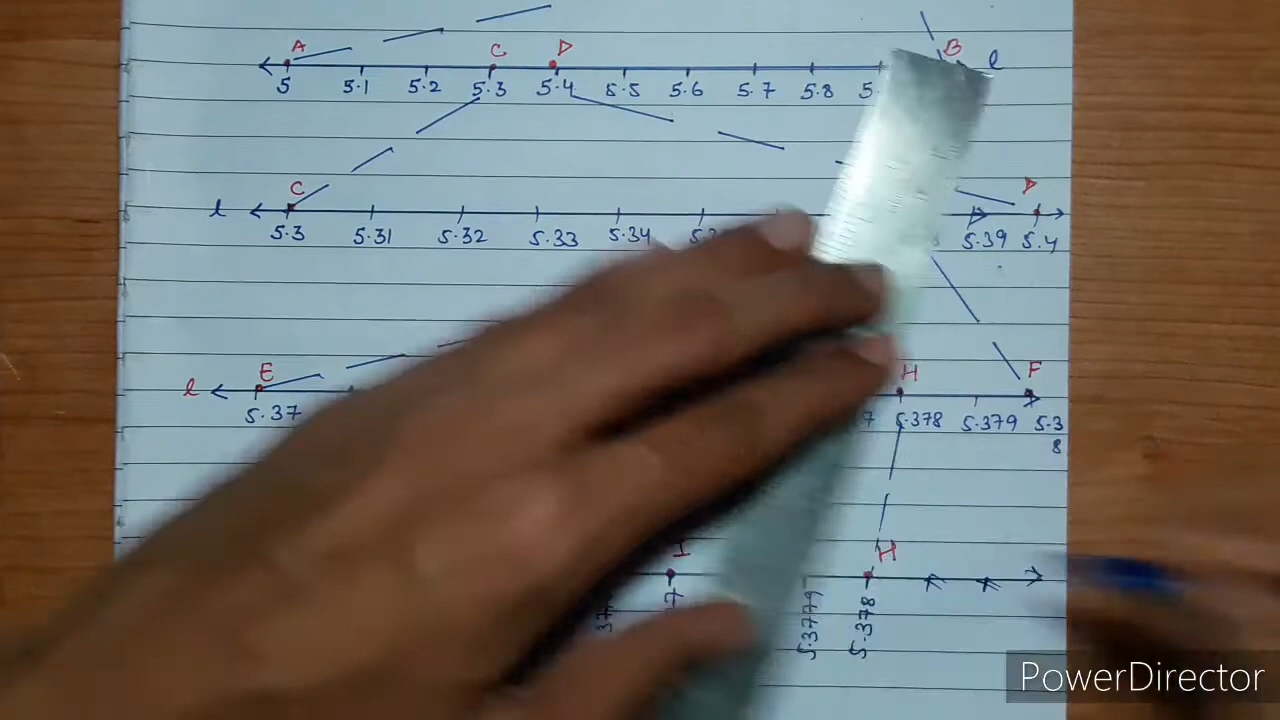 A C D B l
5 5.1 5.2 5.3 5.4 5.5 5.6 5.7 5.8
C D
l 5.3 5.31 5.32 5.33 5.34 5.39 5.4
E H F
l 5.37 5.378 5.379 5.38
I H
5.3779 5.378
PowerDirector